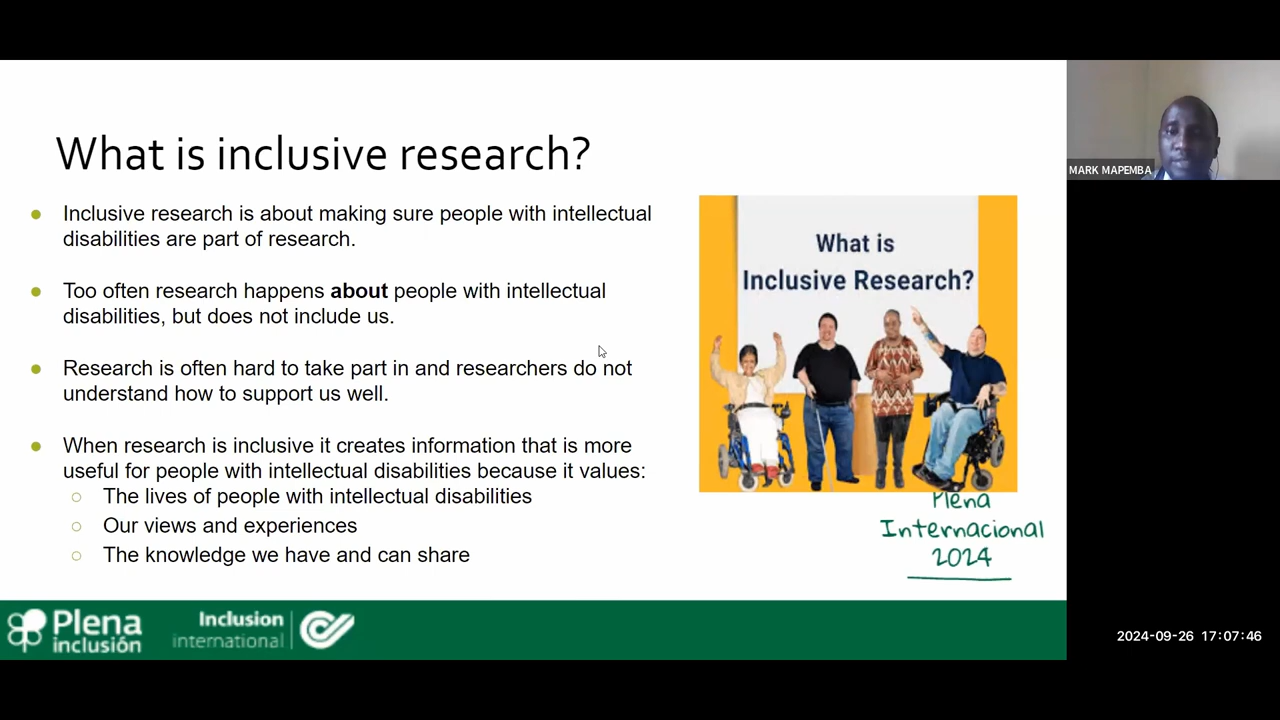 What is inclusive research?
Inclusive research is about making sure people with intellectual
disabilities are part of research.
Too often research happens about people with intellectual
disabilities, but does not include us.
Research is often hard to take part in and researchers do not
understand how to support us well.
When research is inclusive it creates information that is more
useful for people with intellectual disabilities because it values:
The lives of people with intellectual disabilities
Our views and experiences
The knowledge we have and can share
What is
Inclusive Research?
Plena
Internacional
2024
Plena
inclusión
Inclusion
international
MARK MAPEMBA
2024-09-26 17:07:46